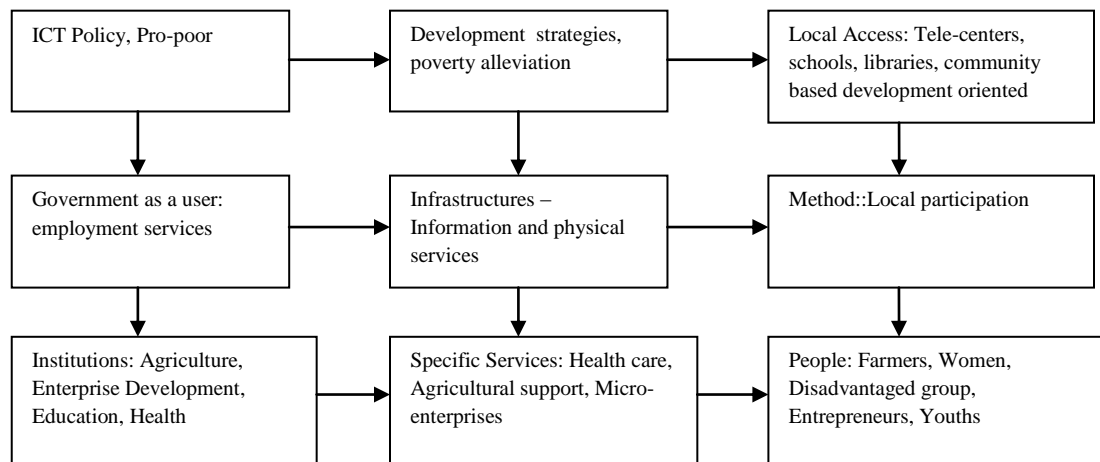 ICT Policy, Pro-poor
Development strategies,
poverty alleviation
Local Access: Tele-centers,
schools, libraries, community
based development oriented
Government as a user:
employment services
Infrastructures –
Information and physical
services
Method::Local participation
Institutions: Agriculture,
Enterprise Development,
Education, Health
Specific Services: Health care,
Agricultural support, Micro-
enterprises
People: Farmers, Women,
Disadvantaged group,
Entrepreneurs, Youths